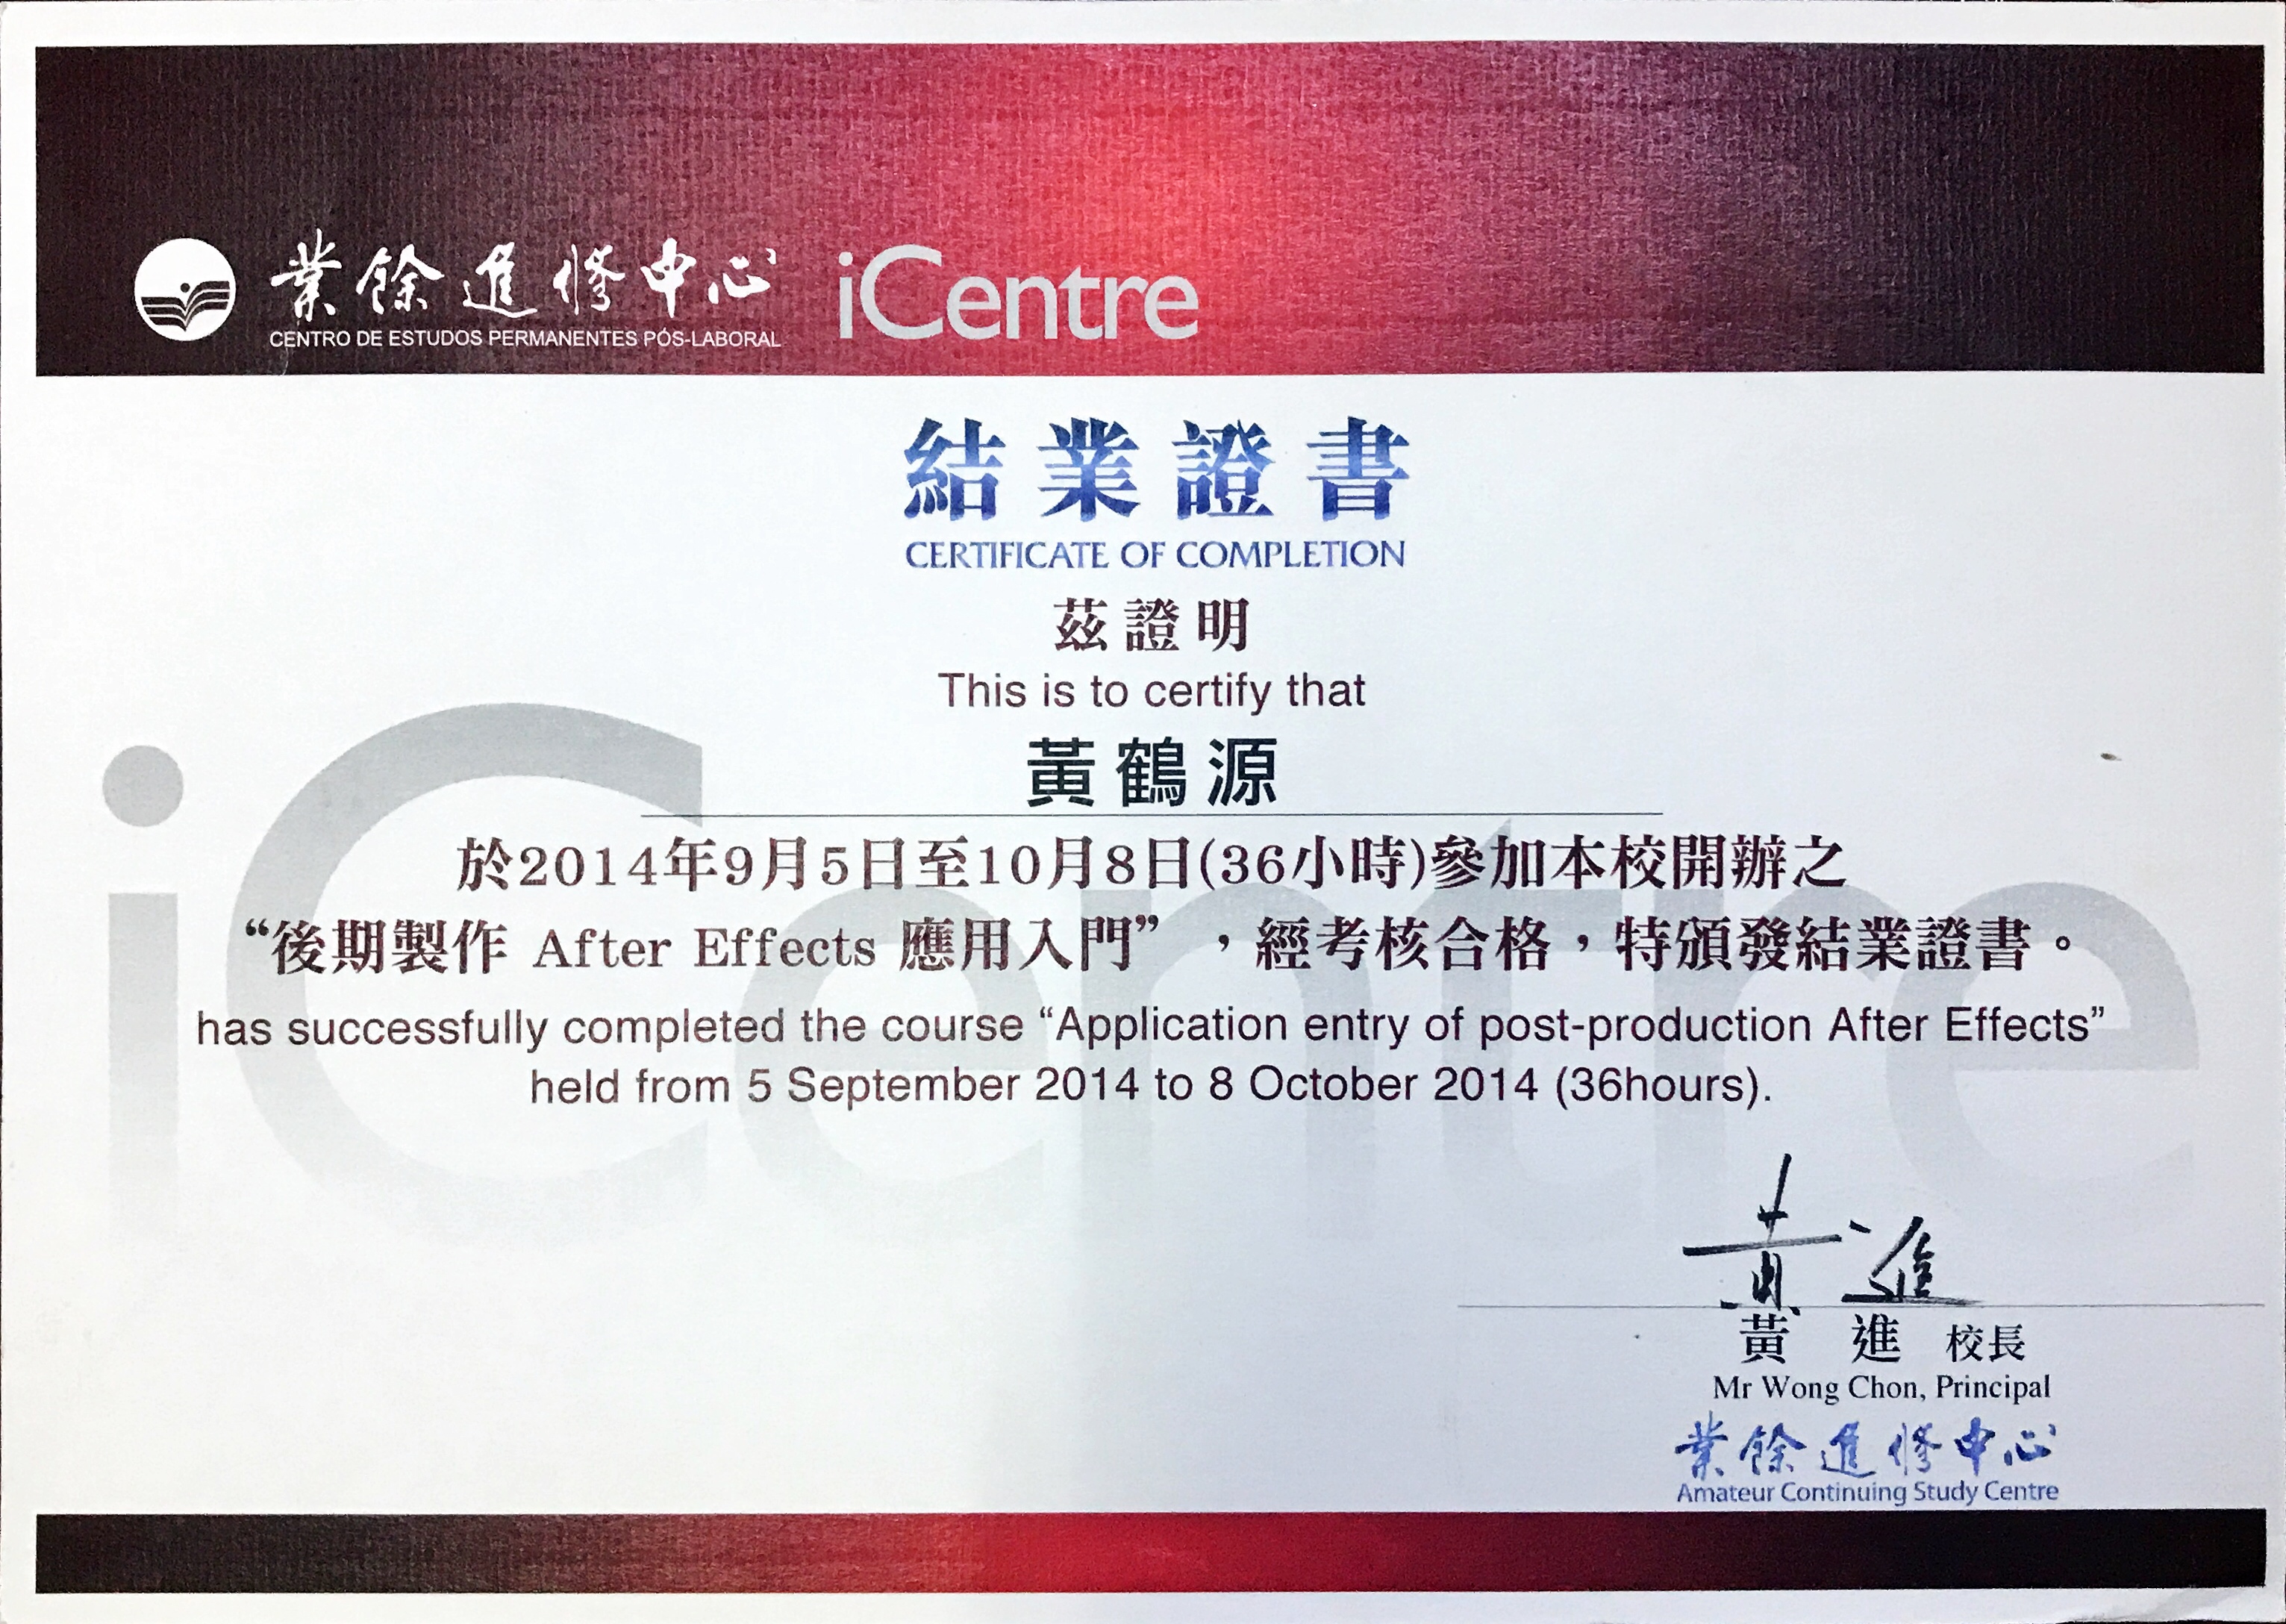 業餘進修中心
CENTRO DE ESTUDOS PERMANENTES PÓS-LABORAL
iCentre
結業證書
CERTIFICATE OF COMPLETION
茲證明
This is to certify that
黃鶴源
於2014年9月5日至10月8日(36小時)參加本校開辦之
“後期製作 After Effects 應用入門”，經考核合格，特頒發結業證書。
has successfully completed the course “Application entry of post-production After Effects”
held from 5 September 2014 to 8 October 2014 (36hours).
iCentre
黃進
黃 進 校長
Mr Wong Chon, Principal
業餘進修中心
Amateur Continuing Study Centre